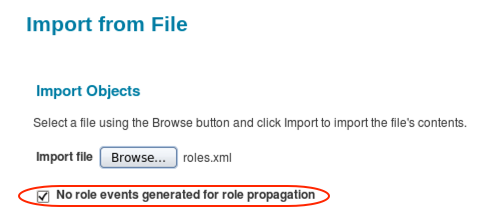 Import from File
Import Objects
Select a file using the Browse button and click Import to import the file's contents.
Import file Browse... roles.xml
No role events generated for role propagation